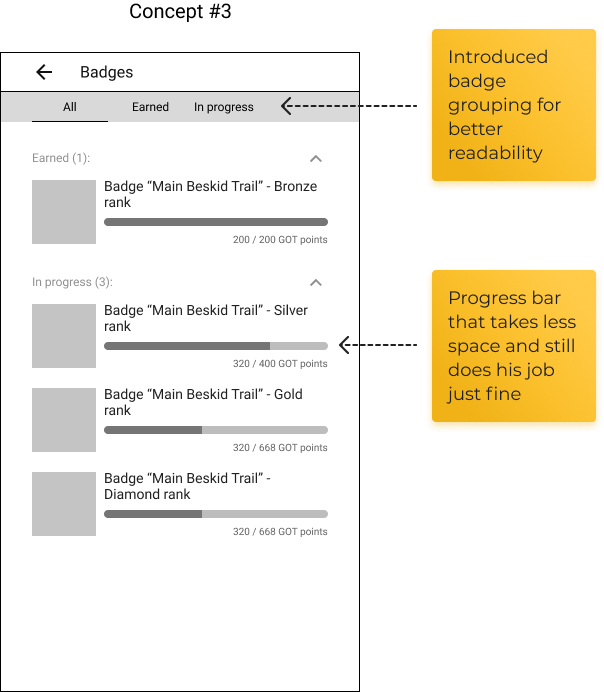 Concept #3
Badges
All Earned In progress
Earned (1):
Badge “Main Beskid Trail” - Bronze
rank
200 / 200 GOT points
In progress (3):
Badge “Main Beskid Trail” - Silver
rank
320 / 400 GOT points
Badge “Main Beskid Trail” - Gold
rank
320 / 668 GOT points
Badge “Main Beskid Trail” -
Diamond rank
320 / 668 GOT points
Introduced
badge
grouping for
better
readability
Progress bar
that takes less
space and still
does his job
just fine